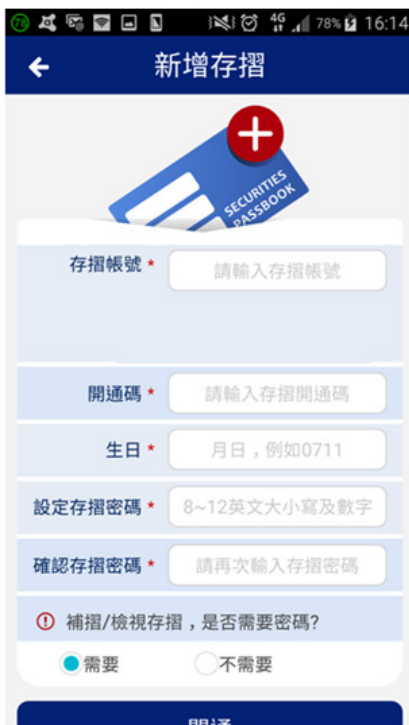 76 4G 78% 16:14
新增存摺
SECURITIES
PASSBOOK
存摺帳號 * 請輸入存摺帳號
開通碼 * 請輸入存摺開通碼
生日 * 月日，例如0711
設定存摺密碼 * 8~12英文大小寫及數字
確認存摺密碼 * 請再次輸入存摺密碼
補摺/檢視存摺，是否需要密碼?
需要 不需要
開通